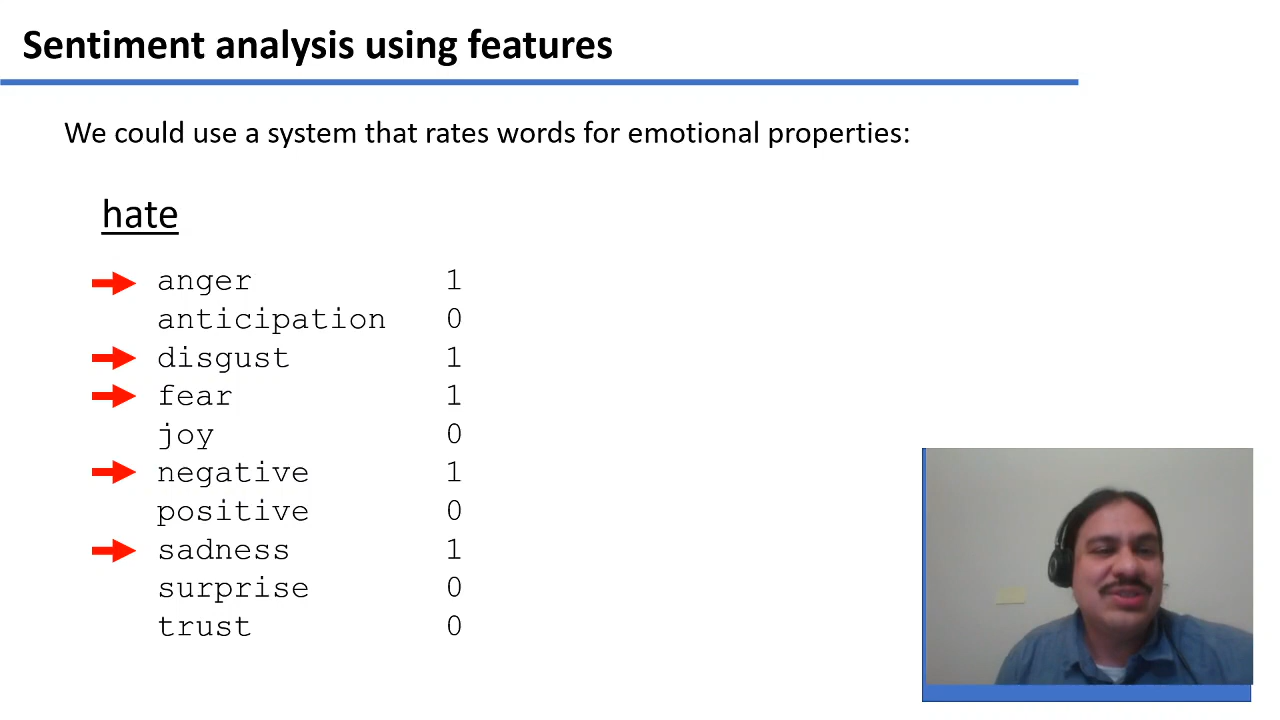 Sentiment analysis using features
We could use a system that rates words for emotional properties:
hate
anger 1
anticipation 0
disgust 1
fear 1
joy 0
negative 1
positive 0
sadness 1
surprise 0
trust 0